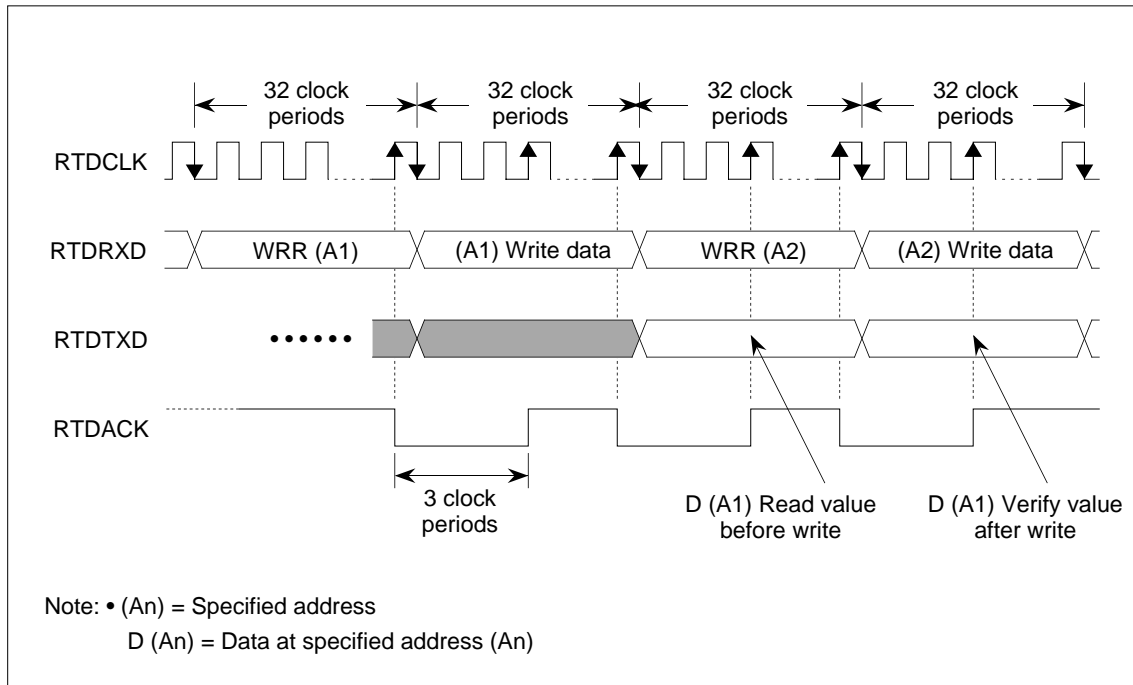 32 clock
periods
32 clock
periods
32 clock
periods
32 clock
periods
RTDCLK
RTDRXD
WRR (A1)
(A1) Write data
WRR (A2)
(A2) Write data
RTDTXD
••••••
RTDACK
3 clock
periods
D (A1) Read value
before write
D (A1) Verify value
after write
Note: • (An) = Specified address
D (An) = Data at specified address (An)